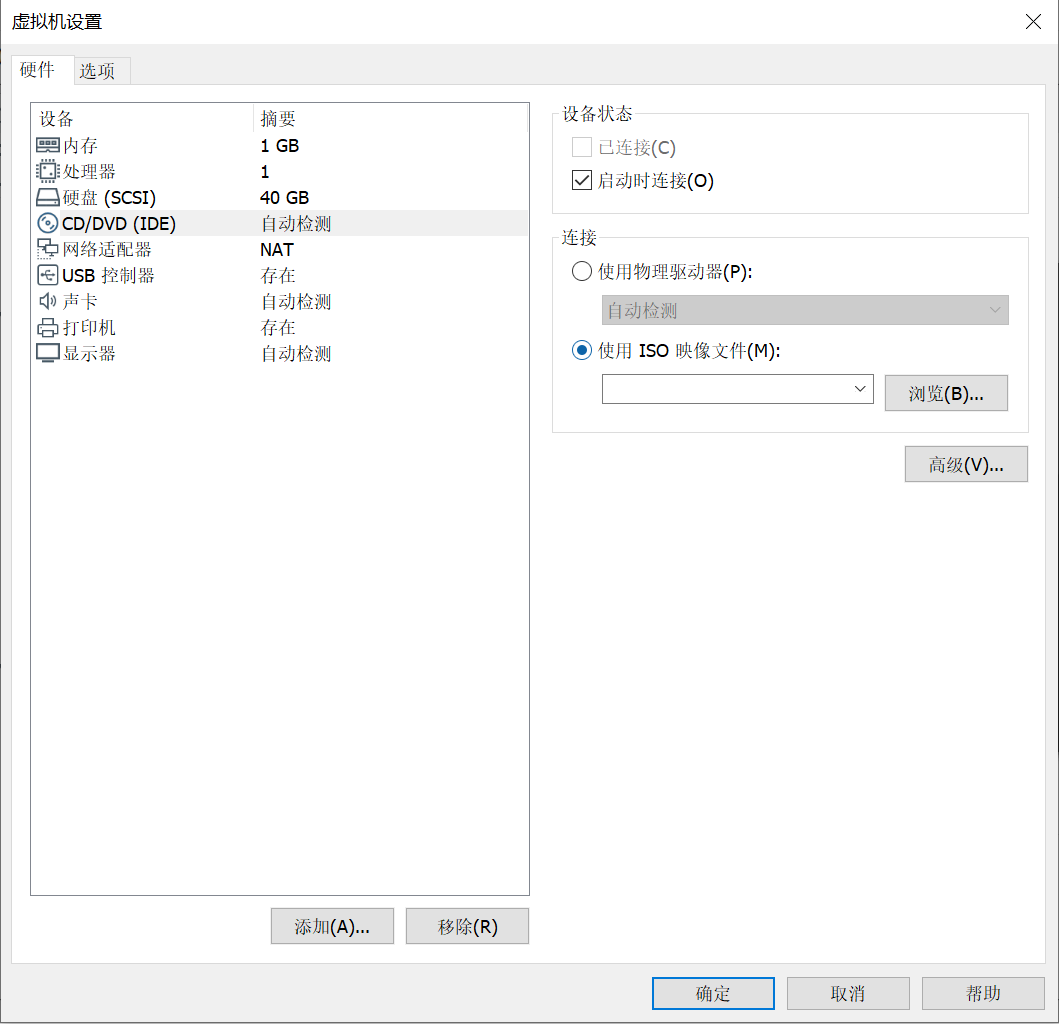 虚拟机设置
硬件 选项
设备 摘要
内存 1 GB
处理器 1
硬盘 (SCSI) 40 GB
CD/DVD (IDE) 自动检测
网络适配器 NAT
USB 控制器 存在
声卡 自动检测
打印机 存在
显示器 自动检测
添加(A)... 移除(R)
设备状态
已连接(C)
启动时连接(O)
连接
使用物理驱动器(P):
自动检测
使用 ISO 映像文件(M):
浏览(B)...
高级(V)...
确定 取消 帮助